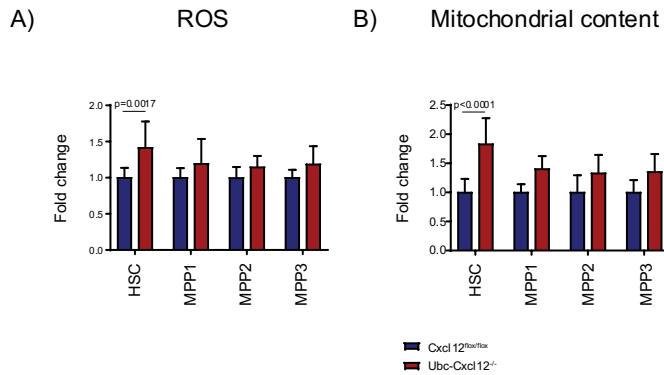 A) ROS
B) Mitochondrial content
p=0.0017
Fold change
2.0
1.5
1.0
0.5
0.0
HSC
MPP1
MPP2
MPP3
p<0.0001
Fold change
2.5
2.0
1.5
1.0
0.5
0.0
HSC
MPP1
MPP2
MPP3
Cxcl12flox/flox
Ubc-Cxcl12-/-